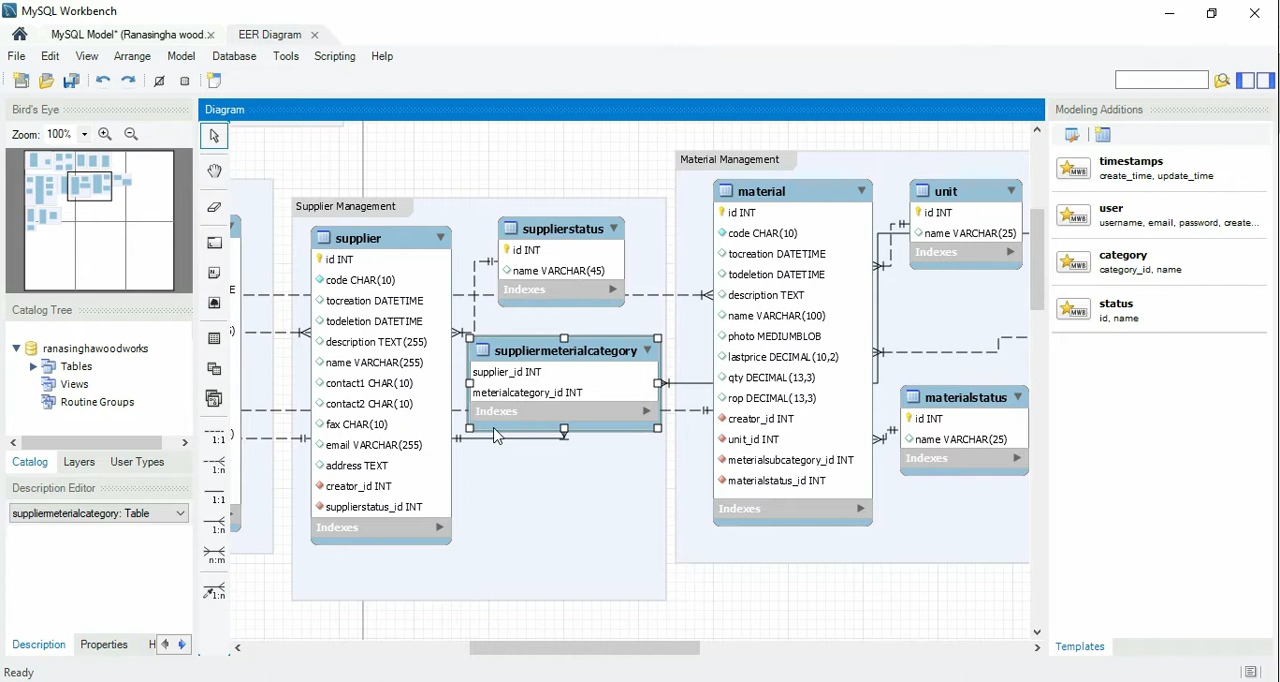 MySQL Workbench
MySQL Model* (Ranasingha wood.
EER Diagram
File Edit View Arrange Model Database Tools Scripting Help
Bird's Eye
Zoom: 100%
Catalog Tree
ranasinghawoodworks
Tables
Views
Routine Groups
Catalog Layers User Types
Description Editor
suppliermeterialcategory: Table
Description Properties H
Ready
Diagram
1:1
1:n
1:1
1:n
n:m
1:n
Supplier Management
supplier
id INT
code CHAR(10)
tocreation DATETIME
todeletion DATETIME
description TEXT(255)
name VARCHAR(255)
contact1 CHAR(10)
contact2 CHAR(10)
fax CHAR(10)
email VARCHAR(255)
address TEXT
creator_id INT
supplierstatus_id INT
Indexes
supplierstatus
id INT
name VARCHAR(45)
Indexes
suppliermeterialcategory
supplier_id INT
meterialcategory_id INT
Indexes
Material Management
material
id INT
code CHAR(10)
tocreation DATETIME
todeletion DATETIME
description TEXT
name VARCHAR(100)
photo MEDIUMBLOB
lastprice DECIMAL(10,2)
qty DECIMAL(13,3)
rop DECIMAL(13,3)
creator_id INT
unit_id INT
meterialsubcategory_id INT
materialstatus_id INT
Indexes
unit
id INT
name VARCHAR(25)
Indexes
materialstatus
id INT
name VARCHAR(25)
Indexes
Modeling Additions
timestamps
create_time, update_time
user
username, email, password, create...
category
category_id, name
status
id, name
Templates